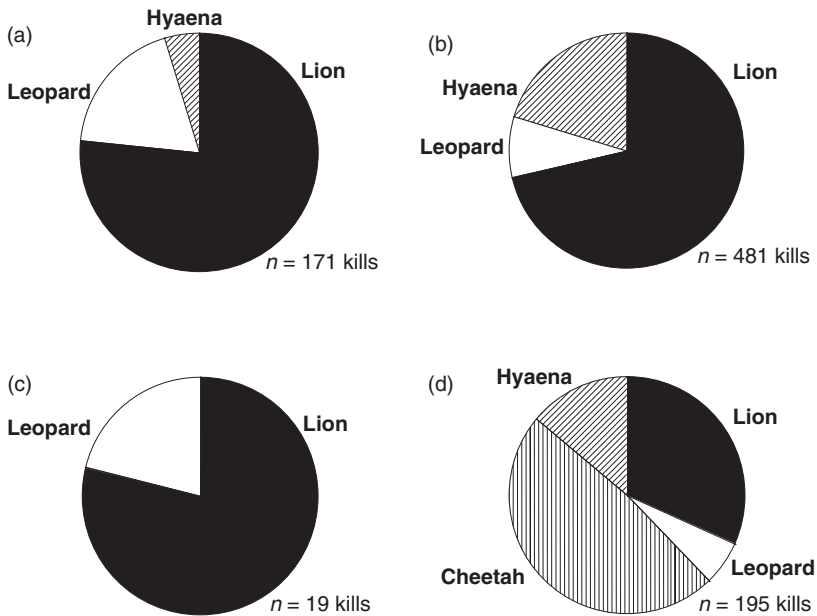 (a)
Hyaena
Lion
Leopard
n = 171 kills
(b)
Lion
Hyaena
Leopard
n = 481 kills
(c)
Leopard
Lion
n = 19 kills
(d)
Hyaena
Lion
Cheetah
Leopard
n = 195 kills